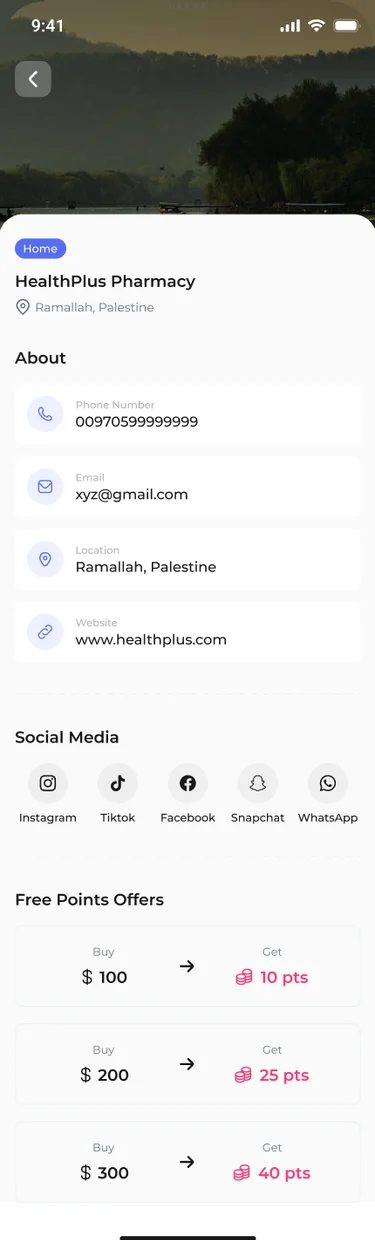 9:41
Home
HealthPlus Pharmacy
Ramallah, Palestine
About
Phone Number
00970599999999
Email
xyz@gmail.com
Location
Ramallah, Palestine
Website
www.healthplus.com
Social Media
Instagram
Tiktok
Facebook
Snapchat
WhatsApp
Free Points Offers
Buy
Get
$ 100
10 pts
Buy
Get
$ 200
25 pts
Buy
Get
$ 300
40 pts